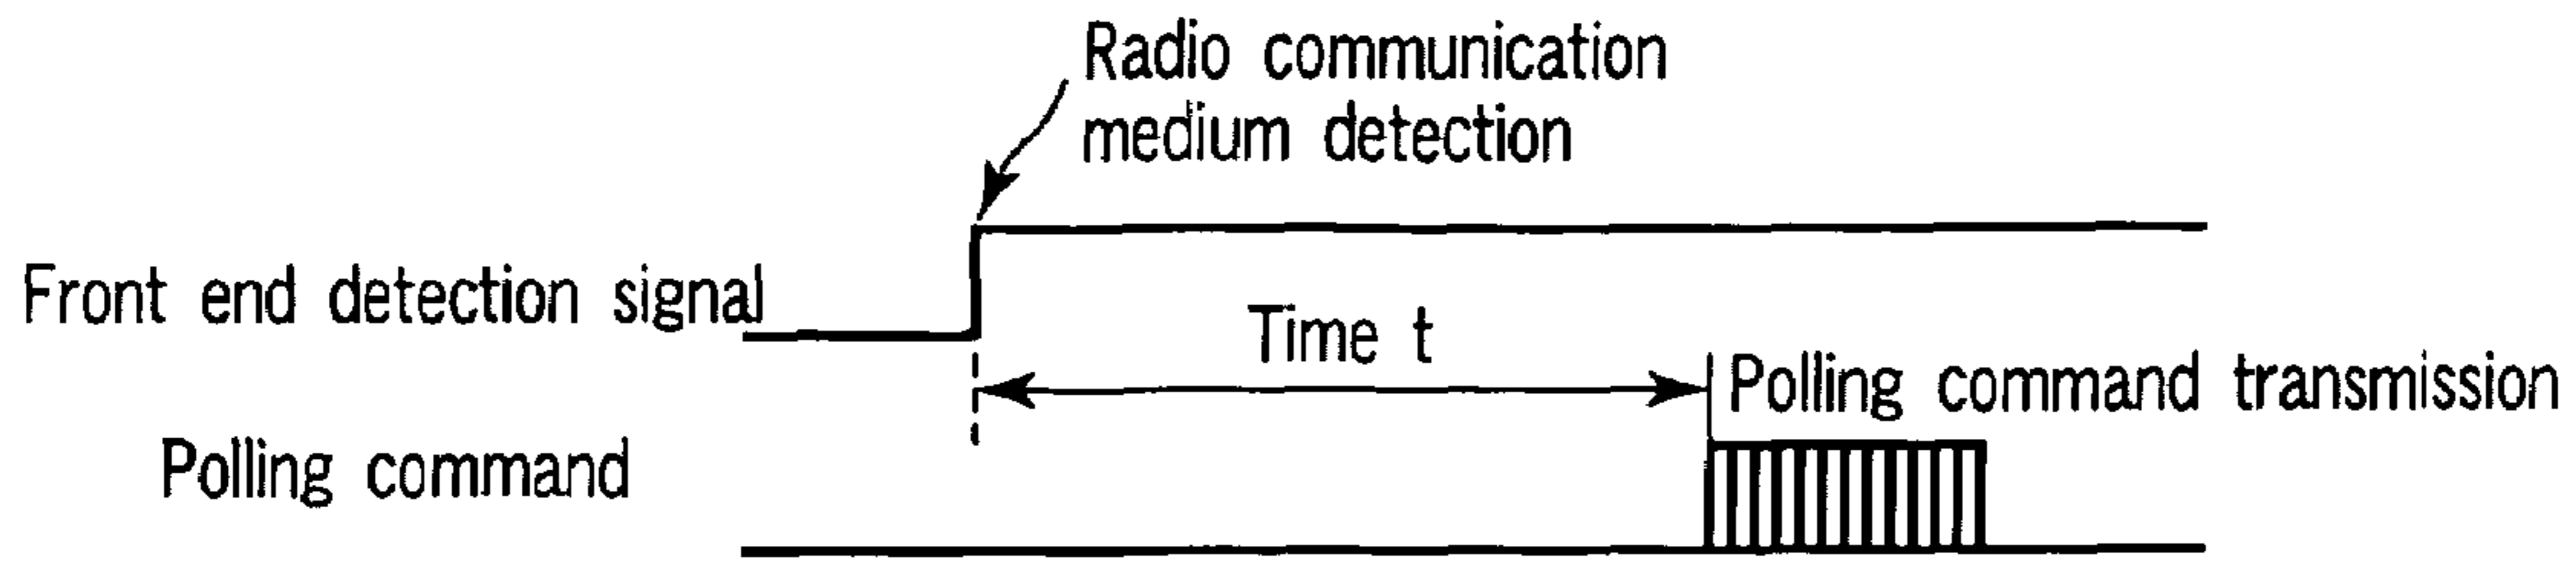 Radio communication
medium detection
Front end detection signal
Time t
Polling command transmission
Polling command